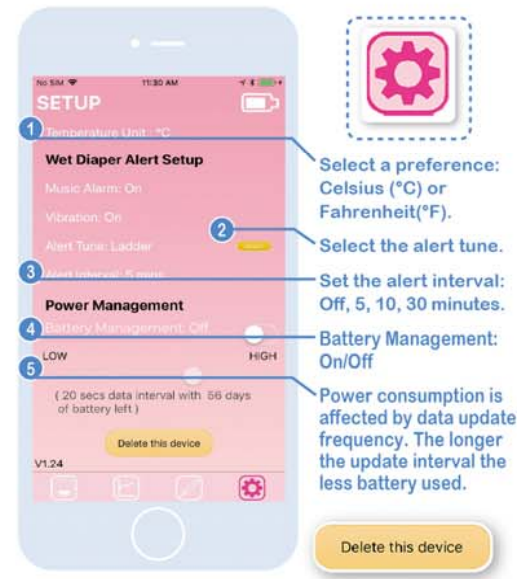 No SIM 11:30 AM
SETUP
1
Temperature Unit : °C
Wet Diaper Alert Setup
Music Alarm: On
Vibration: On
2
Alert Tune: Ladder
3
Alert Interval: 5 mins
Power Management
4
Battery Management: Off
LOW HIGH
5
( 20 secs data interval with 56 days
of battery left )
Delete this device
V1.24
Select a preference:
Celsius (°C) or
Fahrenheit(°F).
Select the alert tune.
Set the alert interval:
Off, 5, 10, 30 minutes.
Battery Management:
On/Off
Power consumption is
affected by data update
frequency. The longer
the update interval the
less battery used.
Delete this device